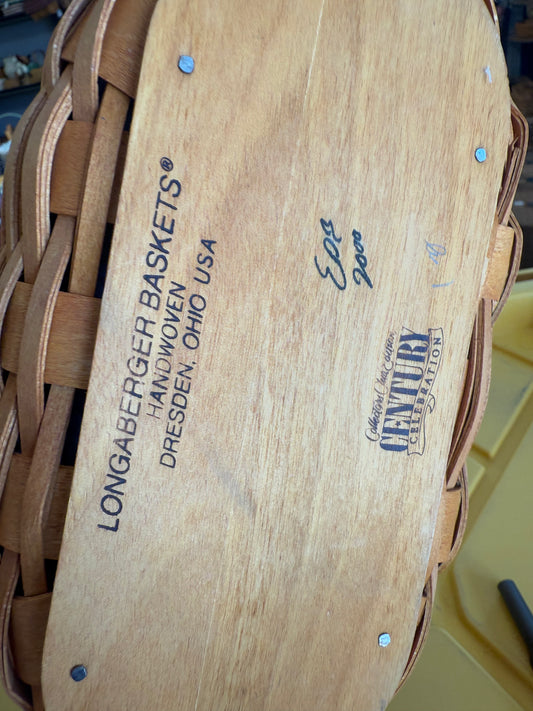 LONGABERGER BASKETS®
HANDWOVEN
DRESDEN, OHIO USA
2000
Collectors Club Edition
CENTURY
CELEBRATION